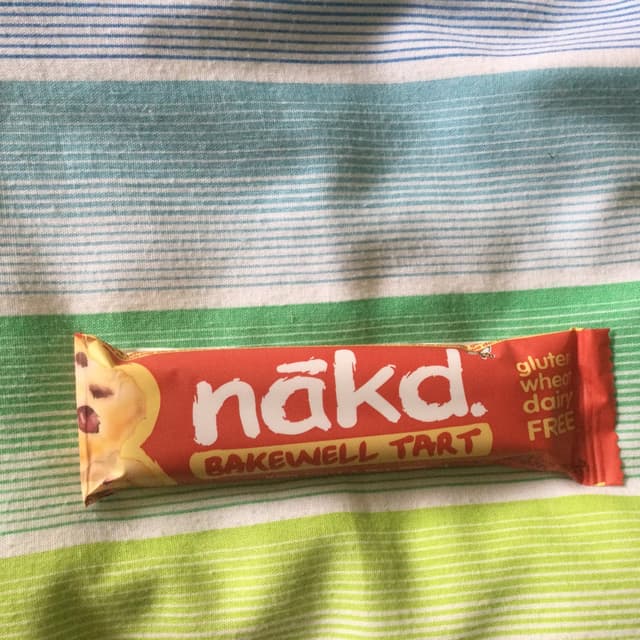 nākd.
BAKEWELL TART
gluten
wheat
dairy
FREE